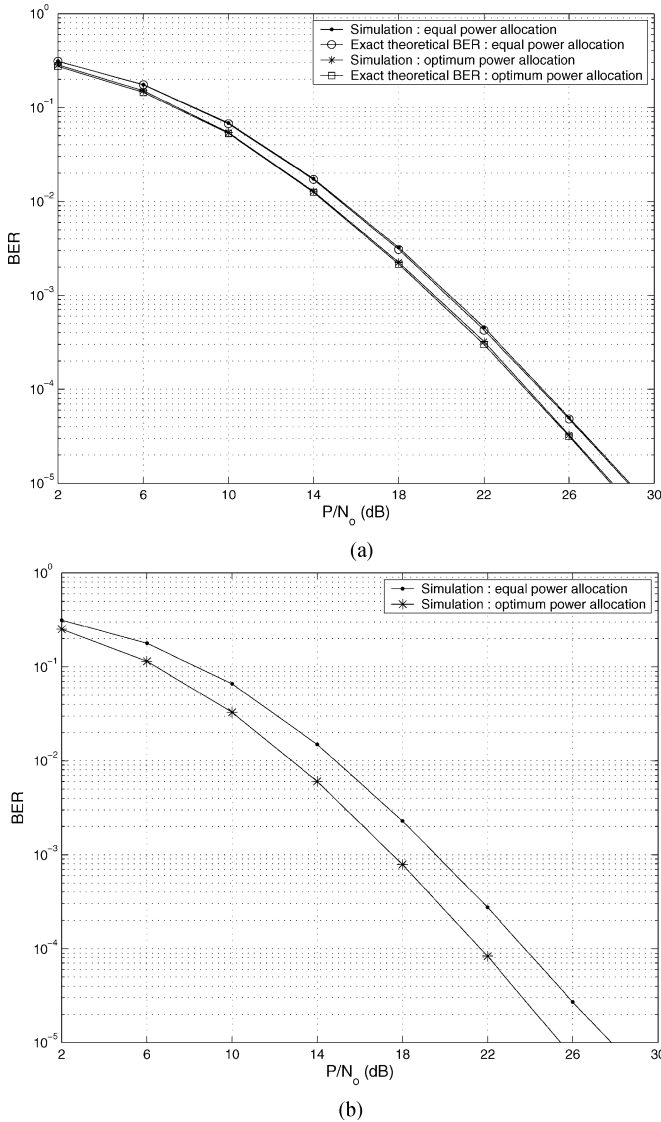 10^0
10^-1
10^-2
10^-3
10^-4
10^-5
BER
Simulation : equal power allocation
Exact theoretical BER : equal power allocation
Simulation : optimum power allocation
Exact theoretical BER : optimum power allocation
2 6 10 14 18 22 26 30
P/N_o (dB)
(a)
10^0
10^-1
10^-2
10^-3
10^-4
10^-5
BER
Simulation : equal power allocation
Simulation : optimum power allocation
2 6 10 14 18 22 26 30
P/N_o (dB)
(b)